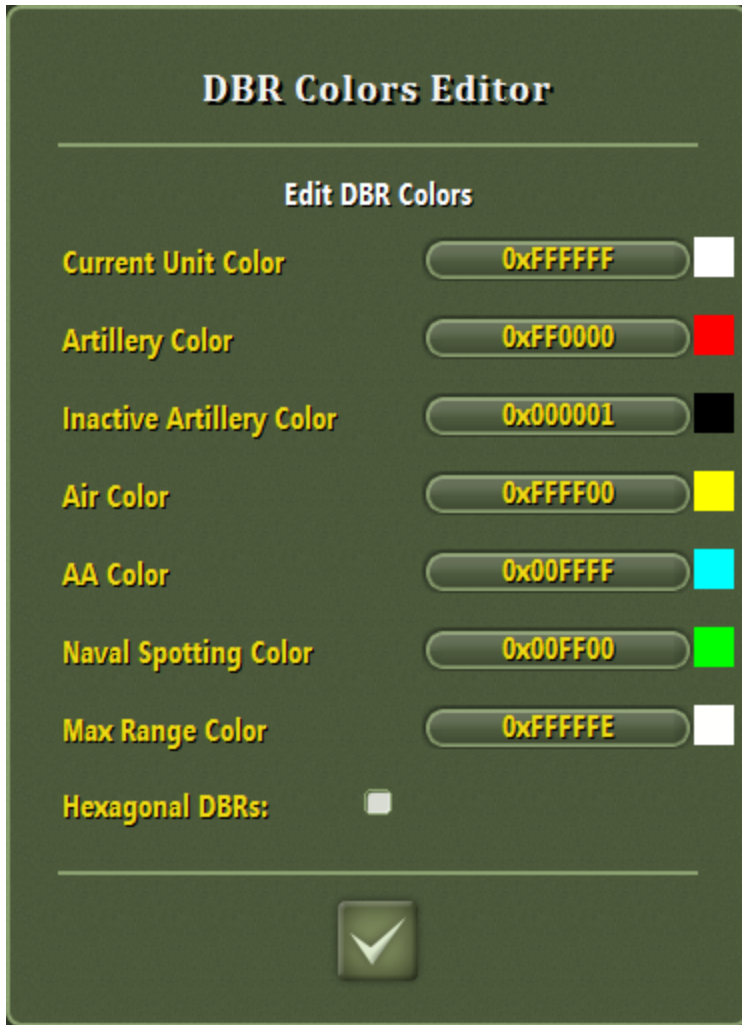 DBR Colors Editor
Edit DBR Colors
Current Unit Color 0xFFFFFF
Artillery Color 0xFF0000
Inactive Artillery Color 0x000001
Air Color 0xFFFF00
AA Color 0x00FFFF
Naval Spotting Color 0x00FF00
Max Range Color 0xFFFFFE
Hexagonal DBRs: